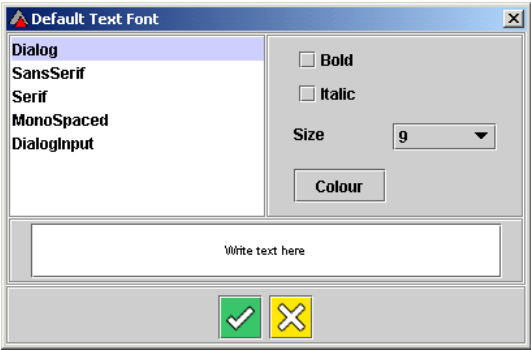 Default Text Font
Dialog
SansSerif
Serif
MonoSpaced
DialogInput
Bold
Italic
Size 9
Colour
Write text here